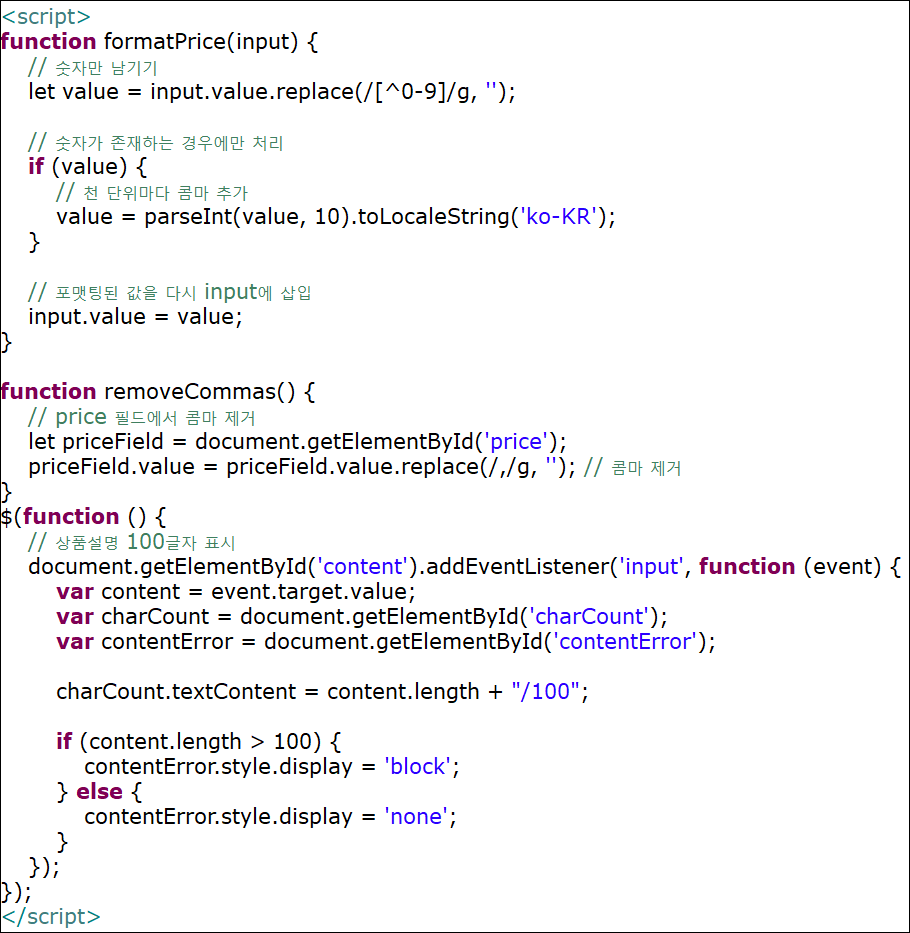 <script>
function formatPrice(input) {
    // 숫자만 남기기
    let value = input.value.replace(/[^0-9]/g, '');

    // 숫자가 존재하는 경우에만 처리
    if (value) {
        // 천 단위마다 콤마 추가
        value = parseInt(value, 10).toLocaleString('ko-KR');
    }

    // 포맷팅된 값을 다시 input에 삽입
    input.value = value;
}

function removeCommas() {
    // price 필드에서 콤마 제거
    let priceField = document.getElementById('price');
    priceField.value = priceField.value.replace(/,/g, ''); // 콤마 제거
}
$(function () {
    // 상품설명 100글자 표시
    document.getElementById('content').addEventListener('input', function (event) {
        var content = event.target.value;
        var charCount = document.getElementById('charCount');
        var contentError = document.getElementById('contentError');

        charCount.textContent = content.length + "/100";

        if (content.length > 100) {
            contentError.style.display = 'block';
        } else {
            contentError.style.display = 'none';
        }
    });
});
</script>